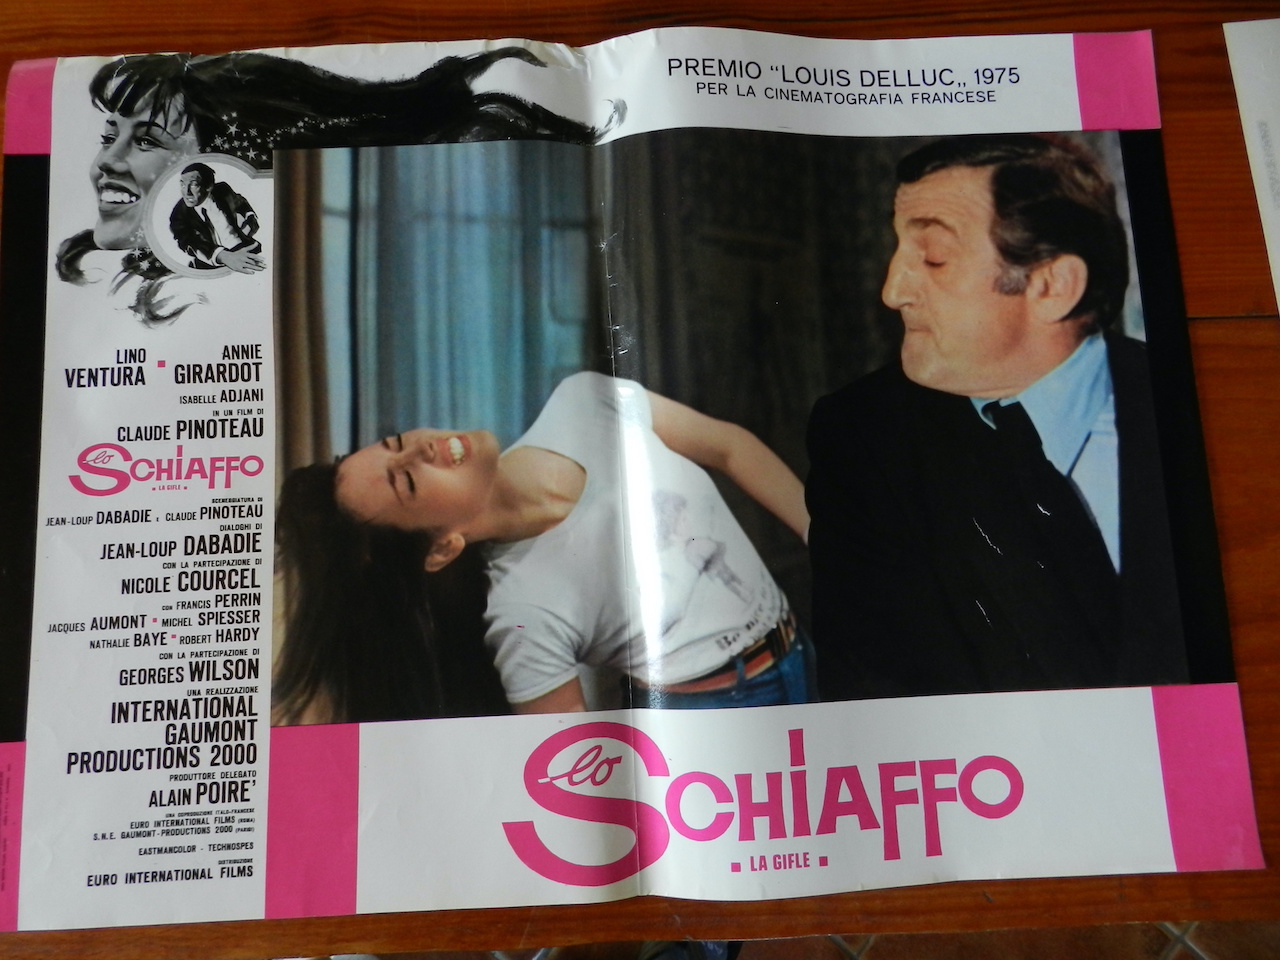 PREMIO "LOUIS DELLUC„ 1975
PER LA CINEMATOGRAFIA FRANCESE
LINO VENTURA ▪ ANNIE GIRARDOT
ISABELLE ADJANI
IN UN FILM DI
CLAUDE PINOTEAU
lo SCHIAFFO
▪ LA GIFLE ▪
SCENEGGIATURA DI
JEAN-LOUP DABADIE E CLAUDE PINOTEAU
DIALOGHI DI
JEAN-LOUP DABADIE
CON LA PARTECIPAZIONE DI
NICOLE COURCEL
CON FRANCIS PERRIN
JACQUES AUMONT ▪ MICHEL SPIESSER
NATHALIE BAYE ▪ ROBERT HARDY
CON LA PARTECIPAZIONE DI
GEORGES WILSON
UNA REALIZZAZIONE
INTERNATIONAL
GAUMONT
PRODUCTIONS 2000
PRODUTTORE DELEGATO
ALAIN POIRE'
UNA COPRODUZIONE ITALO-FRANCESE
EURO INTERNATIONAL FILMS (ROMA)
S.N.E. GAUMONT-PRODUCTIONS 2000 (PARIGI)
EASTMANCOLOR - TECHNOSPES
DISTRIBUZIONE
EURO INTERNATIONAL FILMS
lo SCHIAFFO
▪ LA GIFLE ▪